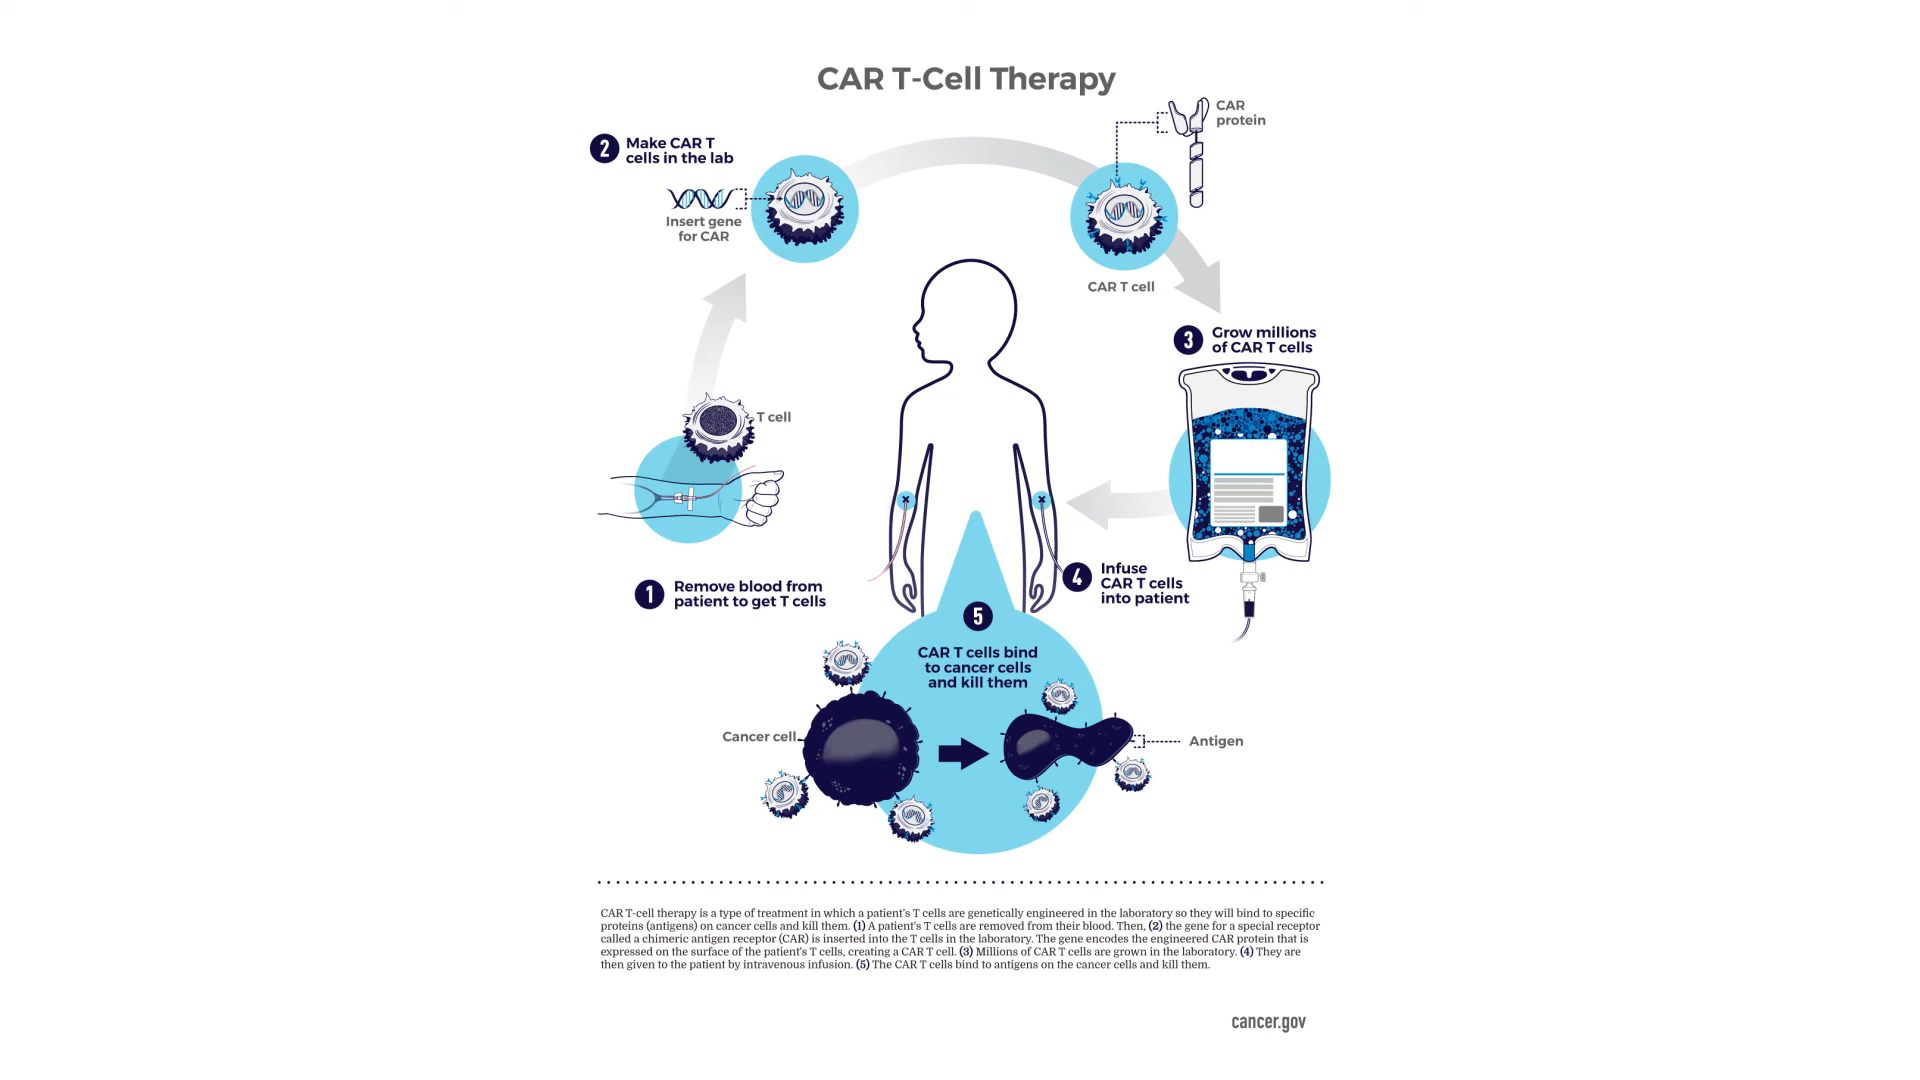 CAR T-Cell Therapy
CAR
protein
2
Make CAR T
cells in the lab
Insert gene
for CAR
CAR T cell
3
Grow millions
of CAR T cells
T cell
1
Remove blood from
patient to get T cells
4
Infuse
CAR T cells
into patient
5
CAR T cells bind
to cancer cells
and kill them
Cancer cell
Antigen
CAR T-cell therapy is a type of treatment in which a patient's T cells are genetically engineered in the laboratory so they will bind to specific
proteins (antigens) on cancer cells and kill them. (1) A patient's T cells are removed from their blood. Then, (2) the gene for a special receptor
called a chimeric antigen receptor (CAR) is inserted into the T cells in the laboratory. The gene encodes the engineered CAR protein that is
expressed on the surface of the patient's T cells, creating a CAR T cell. (3) Millions of CAR T cells are grown in the laboratory. (4) They are
then given to the patient by intravenous infusion. (5) The CAR T cells bind to antigens on the cancer cells and kill them.
cancer.gov